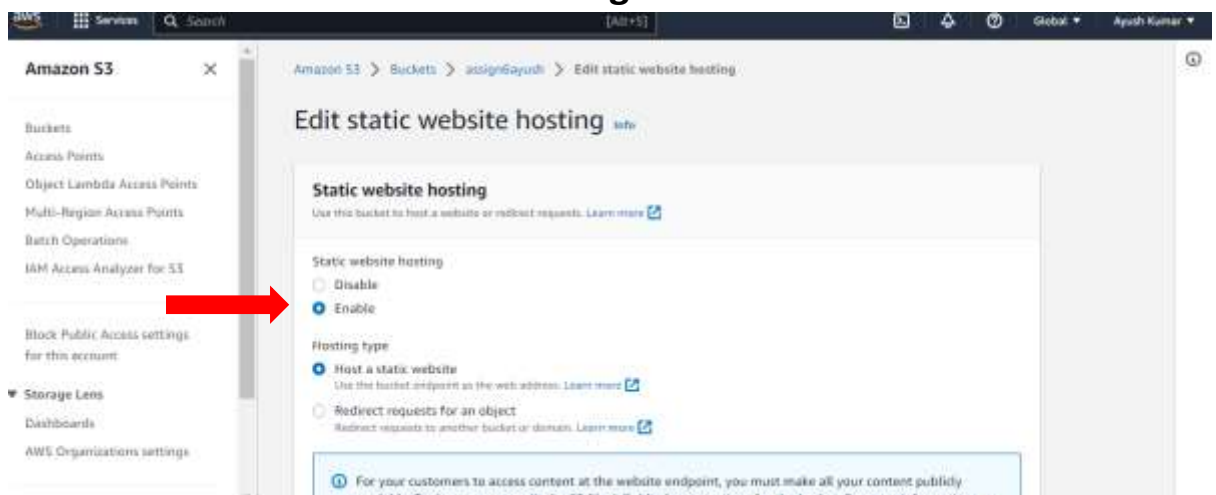 aws Services Search [Alt+S] Global Ayush Kumar
Amazon S3
Buckets
Access Points
Object Lambda Access Points
Multi-Region Access Points
Batch Operations
IAM Access Analyzer for S3
Block Public Access settings
for this account
Storage Lens
Dashboards
AWS Organizations settings
Amazon S3 > Buckets > assign6ayush > Edit static website hosting
Edit static website hosting Info
Static website hosting
Use this bucket to host a website or redirect requests. Learn more
Static website hosting
Disable
Enable
Hosting type
Host a static website
Use the bucket endpoint as the web address. Learn more
Redirect requests for an object
Redirect requests to another bucket or domain. Learn more
For your customers to access content at the website endpoint, you must make all your content publicly